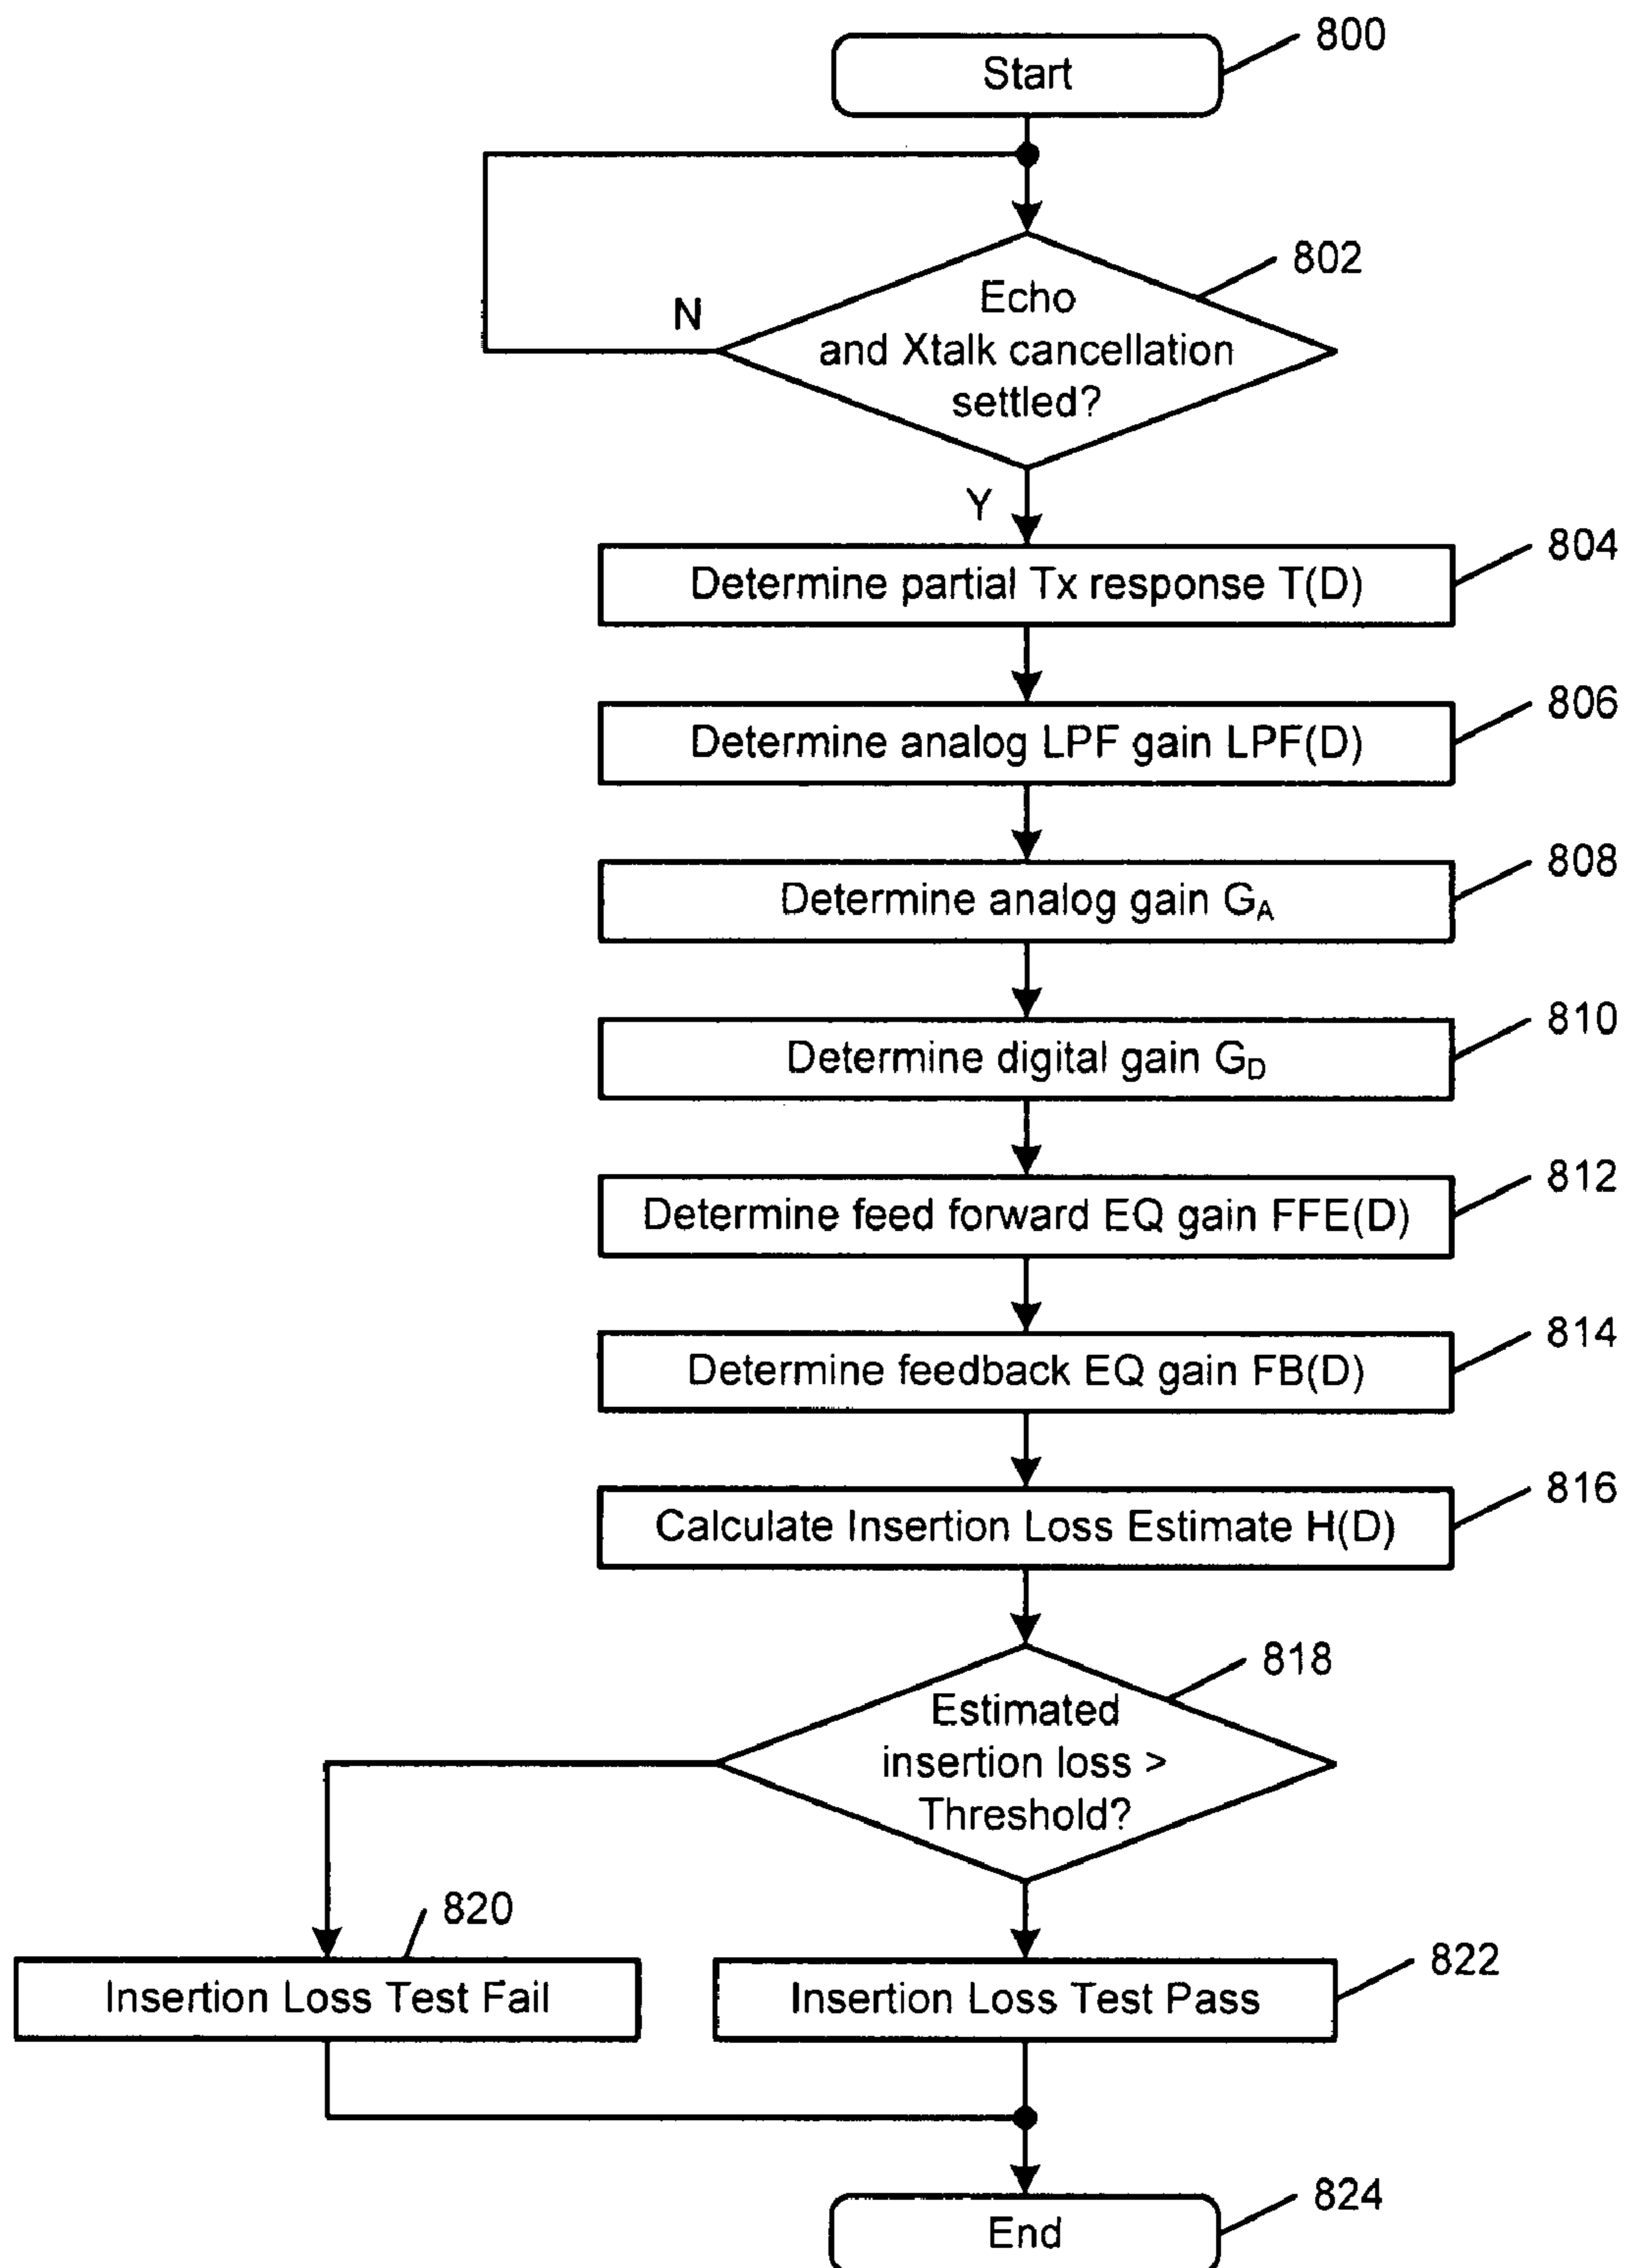 800
Start
802
Echo
and Xtalk cancellation
settled?
N
Y
804
Determine partial Tx response T(D)
806
Determine analog LPF gain LPF(D)
808
Determine analog gain G_A
810
Determine digital gain G_D
812
Determine feed forward EQ gain FFE(D)
814
Determine feedback EQ gain FB(D)
816
Calculate Insertion Loss Estimate H(D)
818
Estimated
insertion loss >
Threshold?
820
Insertion Loss Test Fail
822
Insertion Loss Test Pass
824
End